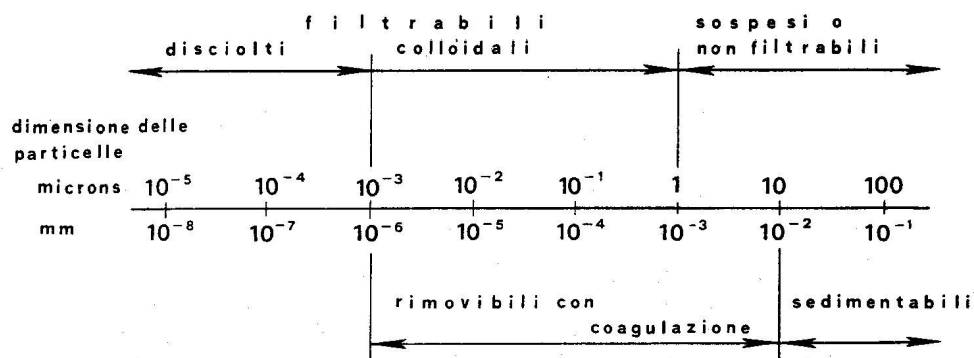 filtrabili sospesi o
disciolti colloidali non filtrabili
dimensione delle
particelle
microns 10⁻⁵ 10⁻⁴ 10⁻³ 10⁻² 10⁻¹ 1 10 100
mm 10⁻⁸ 10⁻⁷ 10⁻⁶ 10⁻⁵ 10⁻⁴ 10⁻³ 10⁻² 10⁻¹
rimovibili con sedimentabili
coagulazione